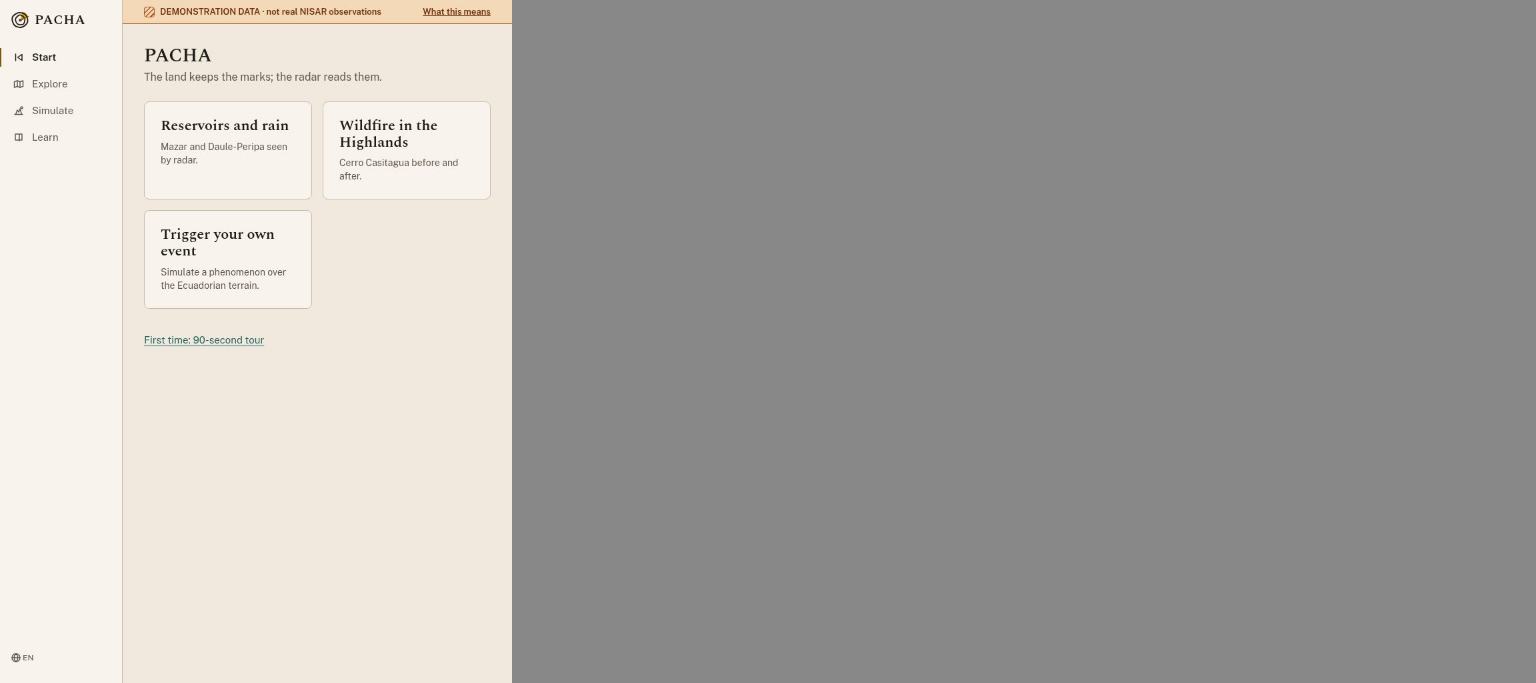 PACHA
Start
Explore
Simulate
Learn
EN
DEMONSTRATION DATA · not real NISAR observations
What this means
PACHA
The land keeps the marks; the radar reads them.
Reservoirs and rain
Mazar and Daule-Peripa seen
by radar.
Wildfire in the
Highlands
Cerro Casitagua before and
after.
Trigger your own
event
Simulate a phenomenon over
the Ecuadorian terrain.
First time: 90-second tour